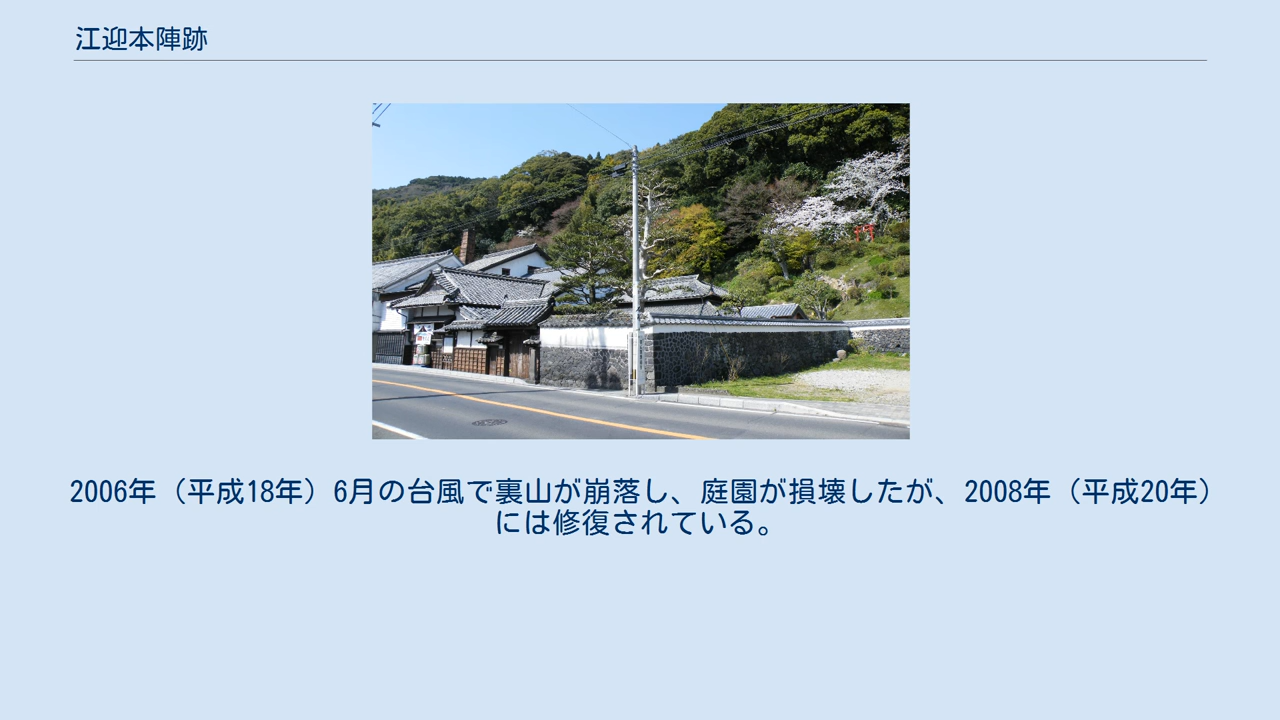 江迎本陣跡
2006年（平成18年）6月の台風で裏山が崩落し、庭園が損壊したが、2008年（平成20年）
には修復されている。